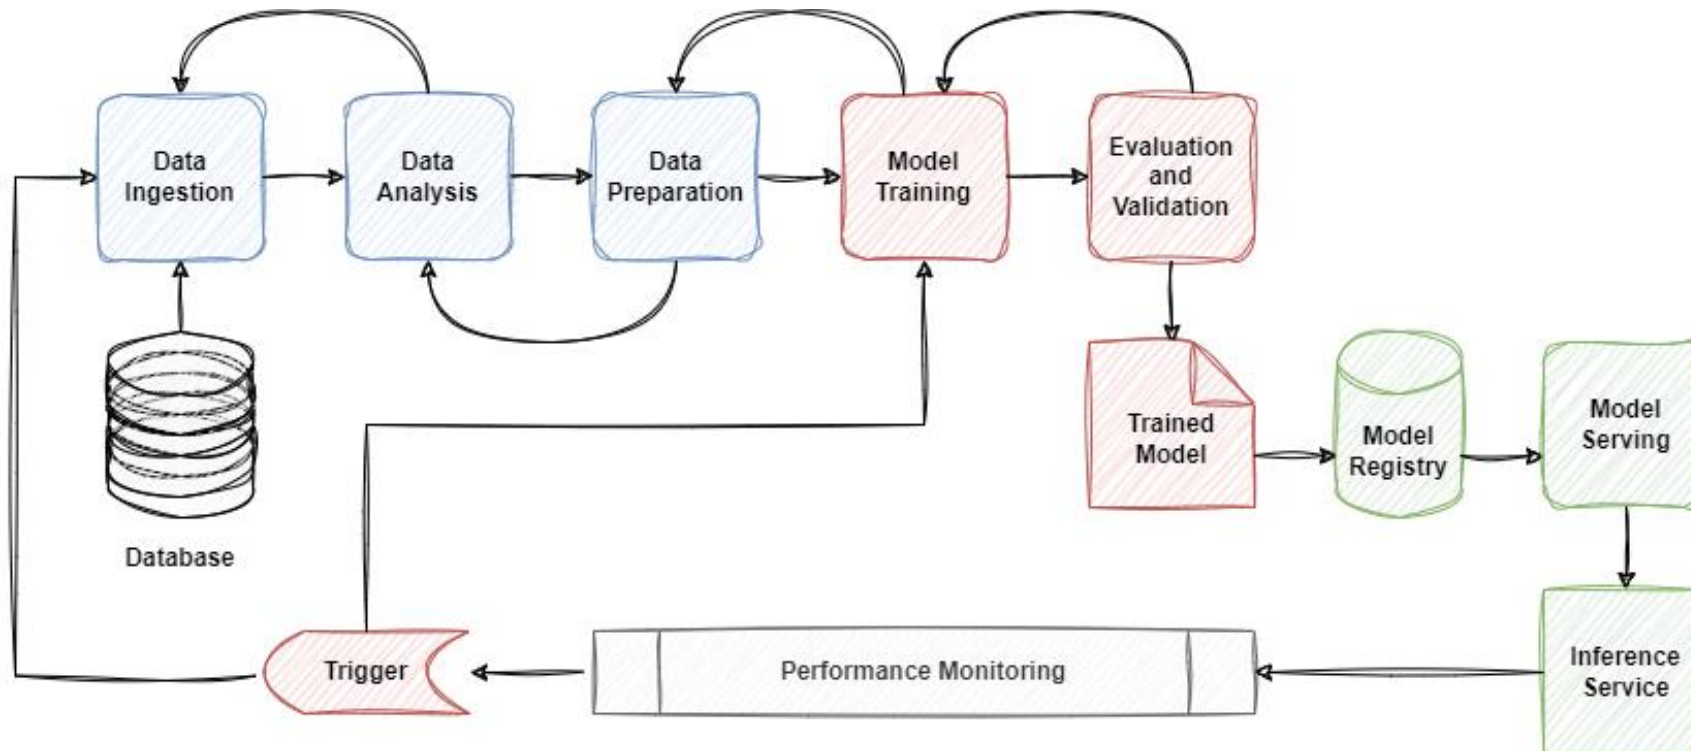 Data
Ingestion
Data
Analysis
Data
Preparation
Model
Training
Evaluation
and
Validation
Database
Trained
Model
Model
Registry
Model
Serving
Trigger
Performance Monitoring
Inference
Service